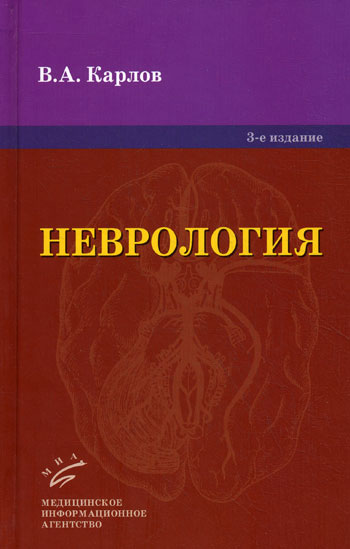 В.А. Карлов
3-е издание
НЕВРОЛОГИЯ
МИА
МЕДИЦИНСКОЕ
ИНФОРМАЦИОННОЕ
АГЕНТСТВО